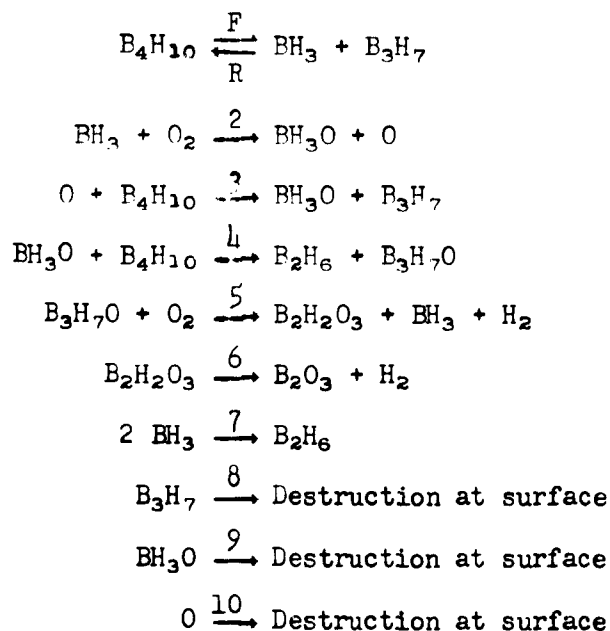 B₄H₁₀ ⇌ BH₃ + B₃H₇ (F above, R below)
BH₃ + O₂ —2→ BH₃O + O
O + B₄H₁₀ —3→ BH₃O + B₃H₇
BH₃O + B₄H₁₀ —4→ B₂H₆ + B₃H₇O
B₃H₇O + O₂ —5→ B₂H₂O₃ + BH₃ + H₂
B₂H₂O₃ —6→ B₂O₃ + H₂
2 BH₃ —7→ B₂H₆
B₃H₇ —8→ Destruction at surface
BH₃O —9→ Destruction at surface
O —10→ Destruction at surface